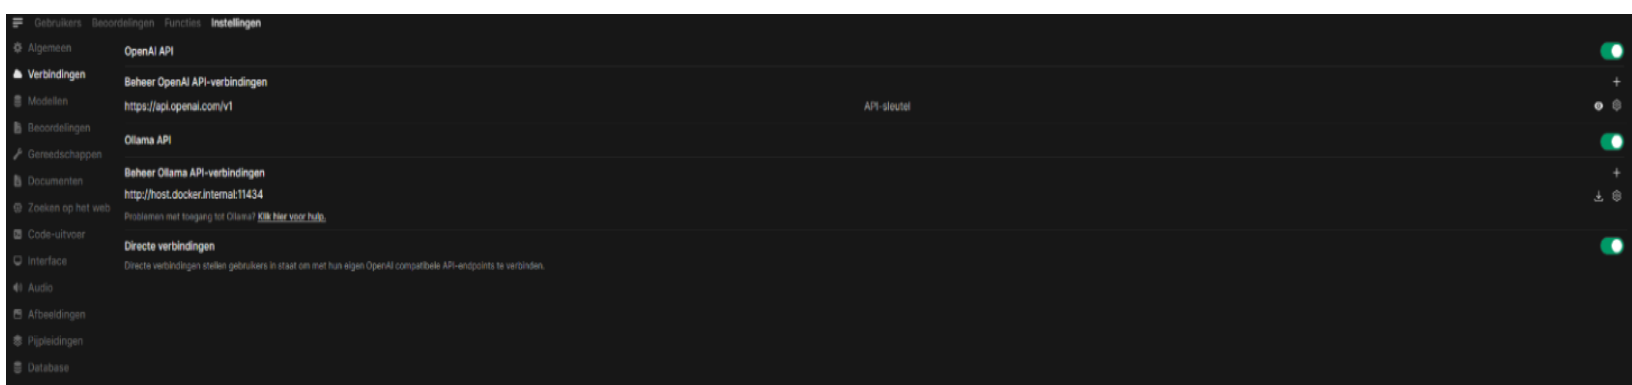 Gebruikers Beoordelingen Functies Instellingen
Algemeen
Verbindingen
Modellen
Beoordelingen
Gereedschappen
Documenten
Zoeken op het web
Code-uitvoer
Interface
Audio
Afbeeldingen
Pijpleidingen
Database
OpenAI API
Beheer OpenAI API-verbindingen
https://api.openai.com/v1 API-sleutel
Ollama API
Beheer Ollama API-verbindingen
http://host.docker.internal:11434
Problemen met toegang tot Ollama? Klik hier voor hulp.
Directe verbindingen
Directe verbindingen stellen gebruikers in staat om met hun eigen OpenAI compatibele API-endpoints te verbinden.